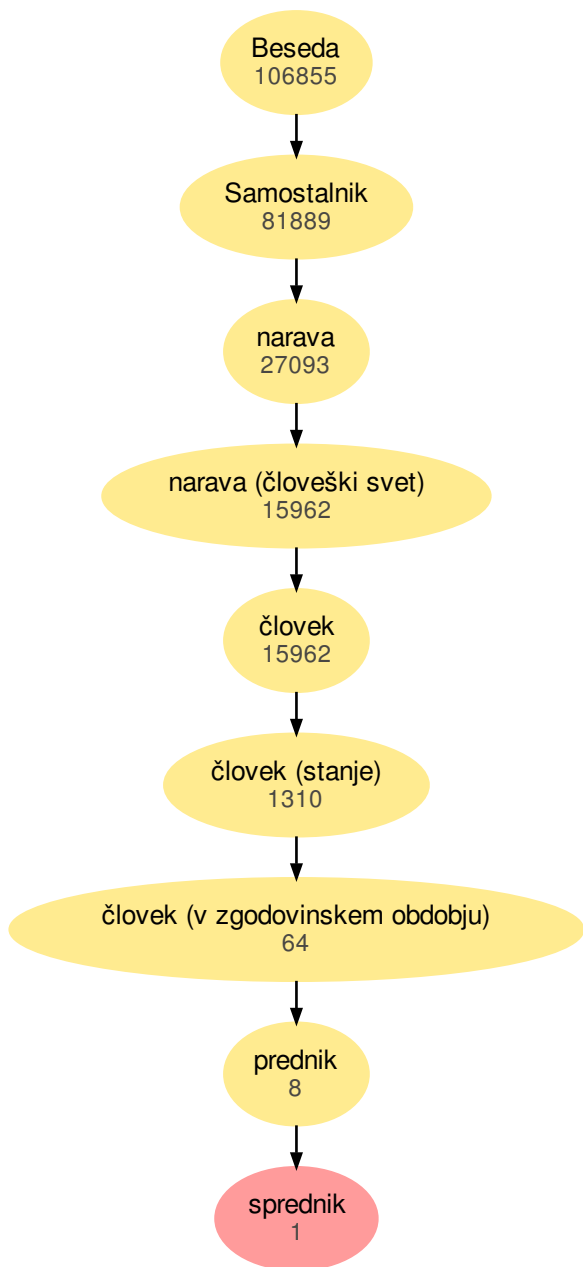 Beseda
106855
Samostalnik
81889
narava
27093
narava (človeški svet)
15962
človek
15962
človek (stanje)
1310
človek (v zgodovinskem obdobju)
64
prednik
8
sprednik
1